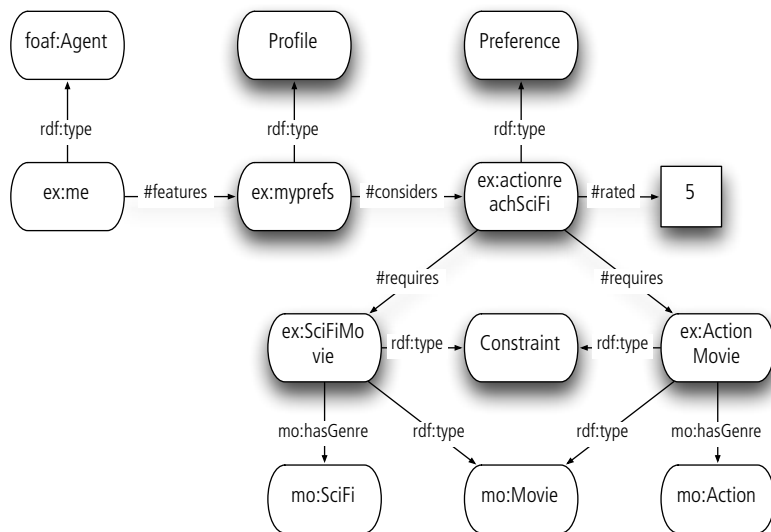 foaf:Agent
Profile
Preference
rdf:type
rdf:type
rdf:type
ex:me
#features
ex:myprefs
#considers
ex:actionre
achSciFi
#rated
5
#requires
#requires
ex:SciFiMo
vie
rdf:type
Constraint
rdf:type
ex:Action
Movie
mo:hasGenre
rdf:type
rdf:type
mo:hasGenre
mo:SciFi
mo:Movie
mo:Action